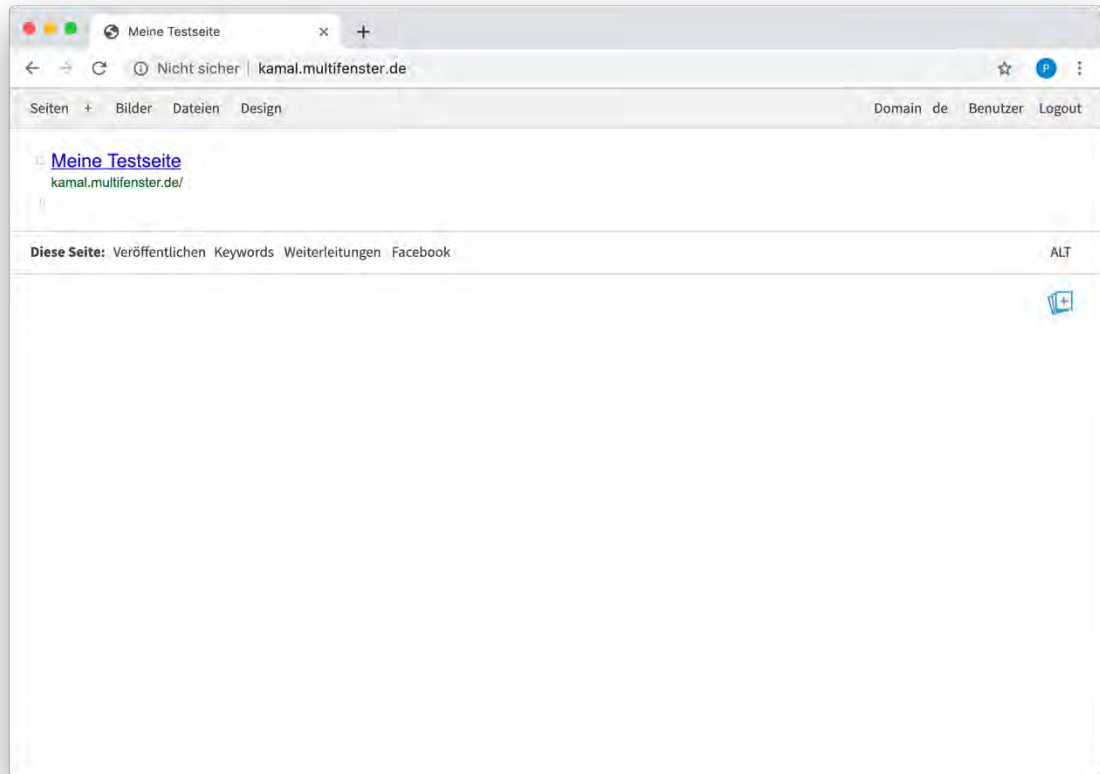 Meine Testseite
Nicht sicher | kamal.multifenster.de
P
Seiten + Bilder Dateien Design Domain de Benutzer Logout
Meine Testseite
kamal.multifenster.de/
Diese Seite: Veröffentlichen Keywords Weiterleitungen Facebook ALT